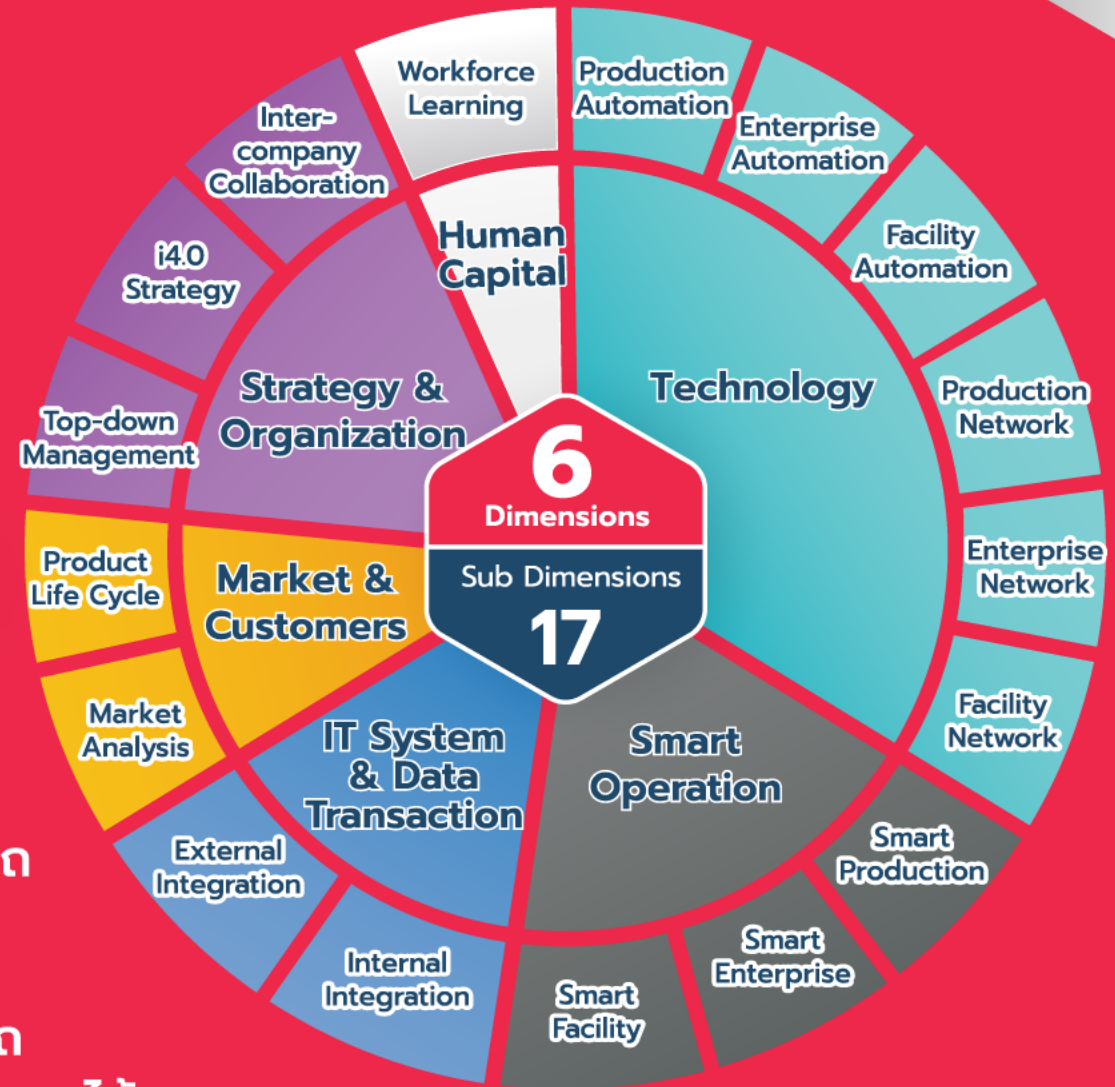 6
Dimensions
Sub Dimensions
17
Technology
Production
Automation
Enterprise
Automation
Facility
Automation
Production
Network
Enterprise
Network
Facility
Network
Smart
Operation
Smart
Production
Smart
Enterprise
Smart
Facility
IT System
& Data
Transaction
Internal
Integration
External
Integration
Market &
Customers
Market
Analysis
Product
Life Cycle
Strategy &
Organization
Top-down
Management
i4.0
Strategy
Inter-
company
Collaboration
Human
Capital
Workforce
Learning